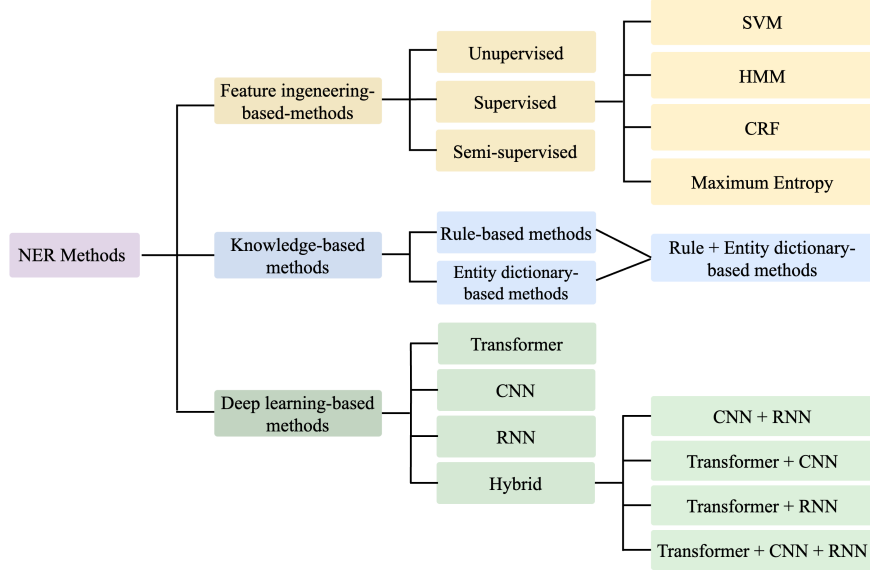 NER Methods
Feature ingeneering-
based-methods
Unupervised
Supervised
Semi-supervised
SVM
HMM
CRF
Maximum Entropy
Knowledge-based
methods
Rule-based methods
Entity dictionary-
based methods
Rule + Entity dictionary-
based methods
Deep learning-based
methods
Transformer
CNN
RNN
Hybrid
CNN + RNN
Transformer + CNN
Transformer + RNN
Transformer + CNN + RNN